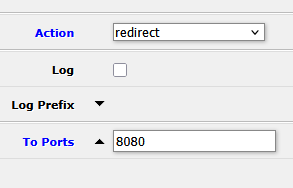 Action redirect
Log
Log Prefix
To Ports 8080